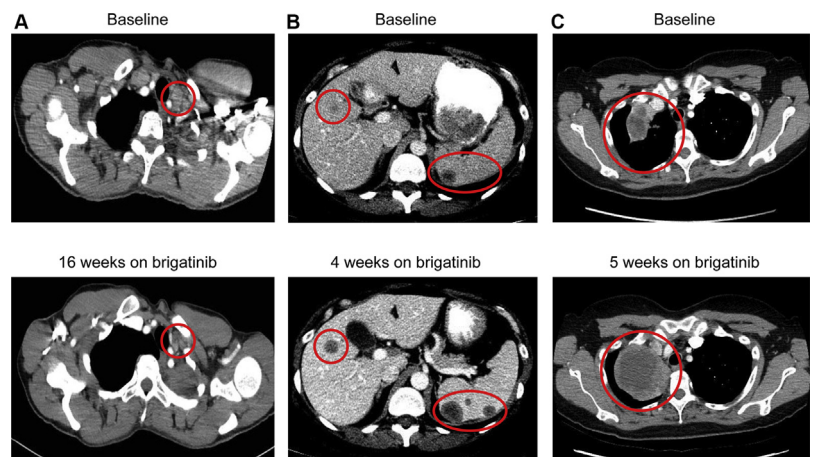 A
Baseline
B
Baseline
C
Baseline
16 weeks on brigatinib
4 weeks on brigatinib
5 weeks on brigatinib